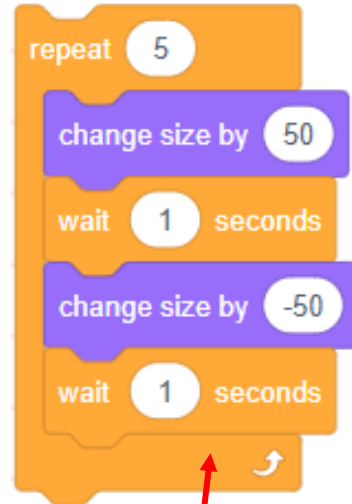 repeat 5
change size by 50
wait 1 seconds
change size by -50
wait 1 seconds